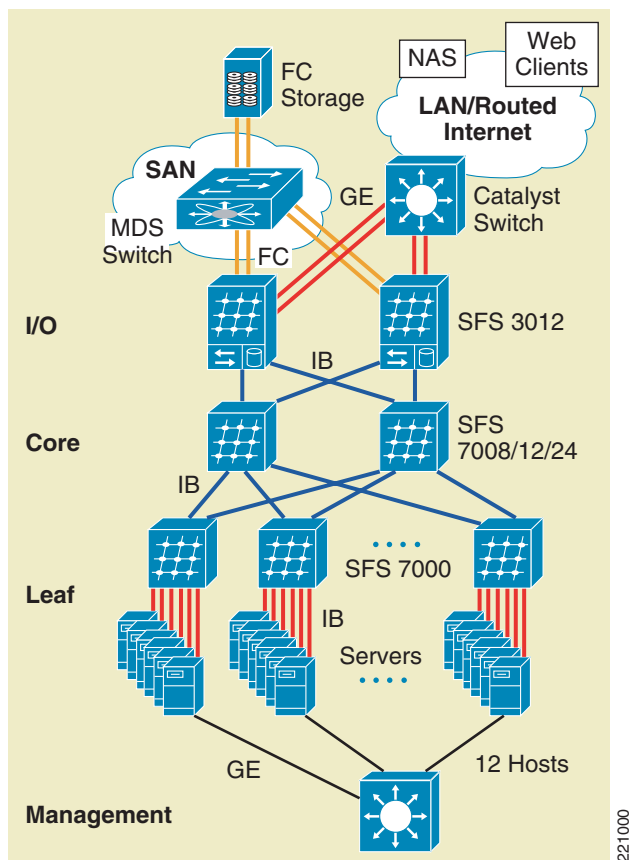 FC
Storage
NAS
Web
Clients
LAN/Routed
Internet
SAN
GE
Catalyst
Switch
MDS
Switch
FC
I/O
SFS 3012
IB
Core
SFS
7008/12/24
IB
SFS 7000
Leaf
IB
Servers
GE
12 Hosts
Management
221000